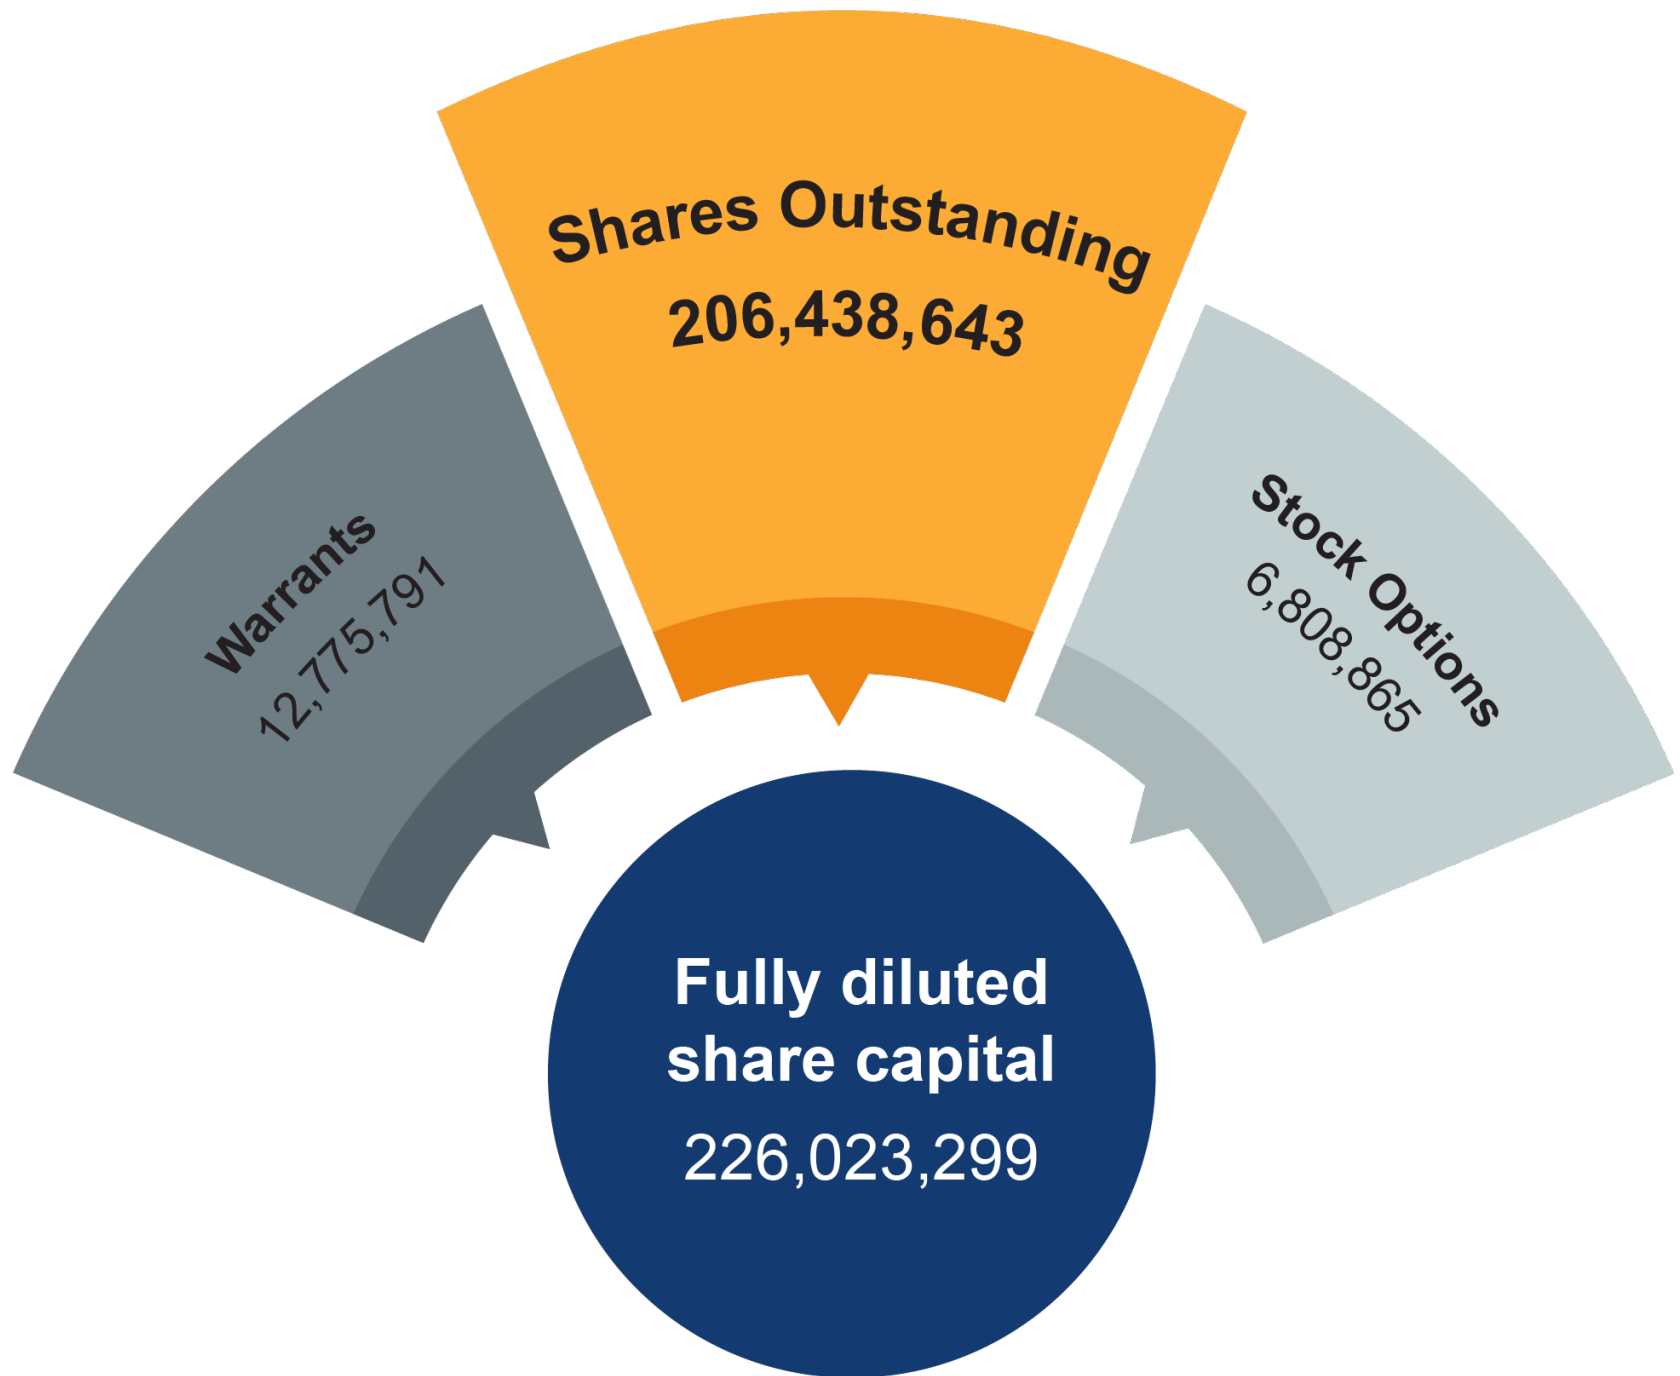 Shares Outstanding
206,438,643
Warrants
12,775,791
Stock Options
6,808,865
Fully diluted
share capital
226,023,299